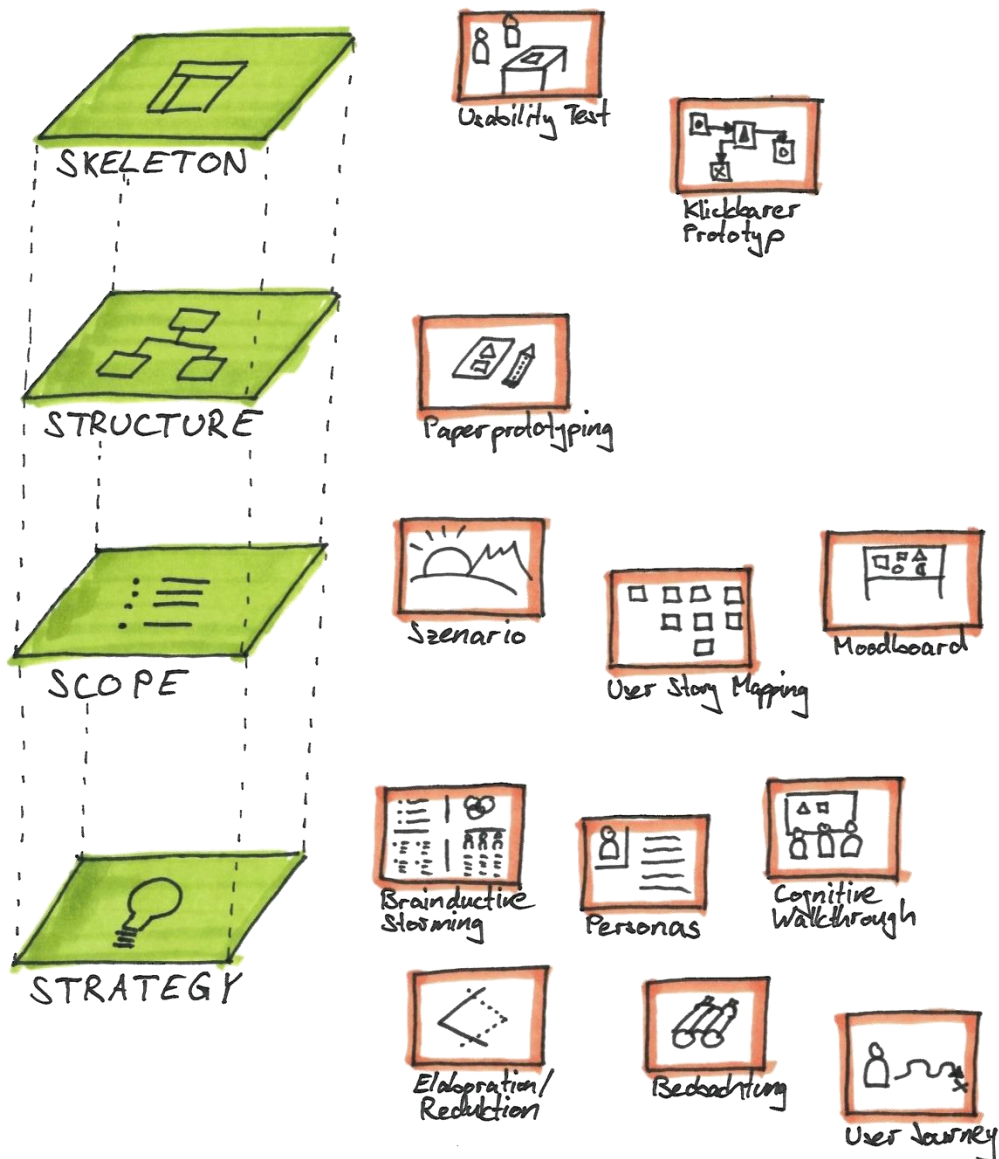 SKELETON
Usability Test
Klickbarer
Prototyp
STRUCTURE
Paperprototyping
SCOPE
Szenario
User Story Mapping
Moodboard
STRATEGY
Brainductive
Storming
Personas
Cognitive
Walkthrough
Elaboration/
Reduktion
Beobachtung
User Journey